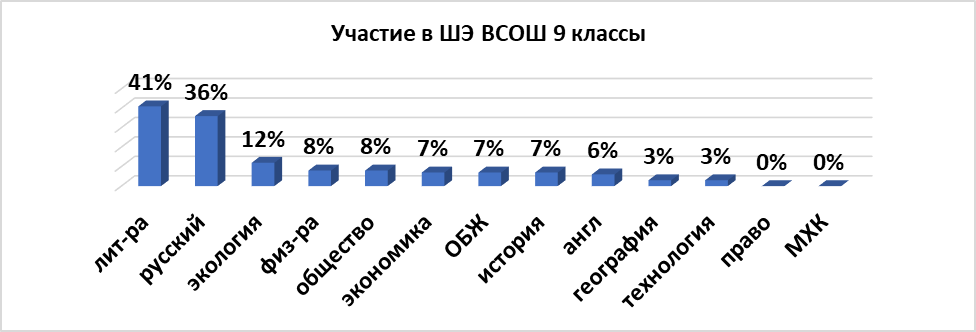 Участие в ШЭ ВСОШ 9 классы
41% 36% 12% 8% 8% 7% 7% 7% 6% 3% 3% 0% 0%
лит-ра русский экология физ-ра общество экономика ОБЖ история англ география технология право МХК